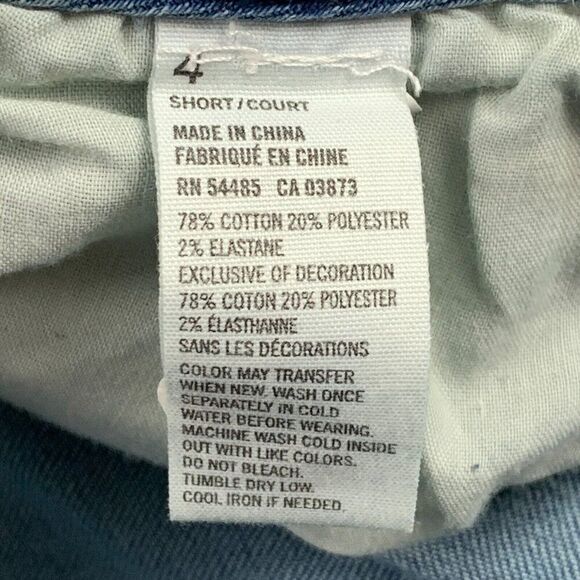 4
SHORT / COURT
MADE IN CHINA
FABRIQUÉ EN CHINE
RN 54485 CA 03873
78% COTTON 20% POLYESTER
2% ELASTANE
EXCLUSIVE OF DECORATION
78% COTON 20% POLYESTER
2% ÉLASTHANNE
SANS LES DÉCORATIONS
COLOR MAY TRANSFER
WHEN NEW, WASH ONCE
SEPARATELY IN COLD
WATER BEFORE WEARING.
MACHINE WASH COLD INSIDE
OUT WITH LIKE COLORS.
DO NOT BLEACH.
TUMBLE DRY LOW.
COOL IRON IF NEEDED.